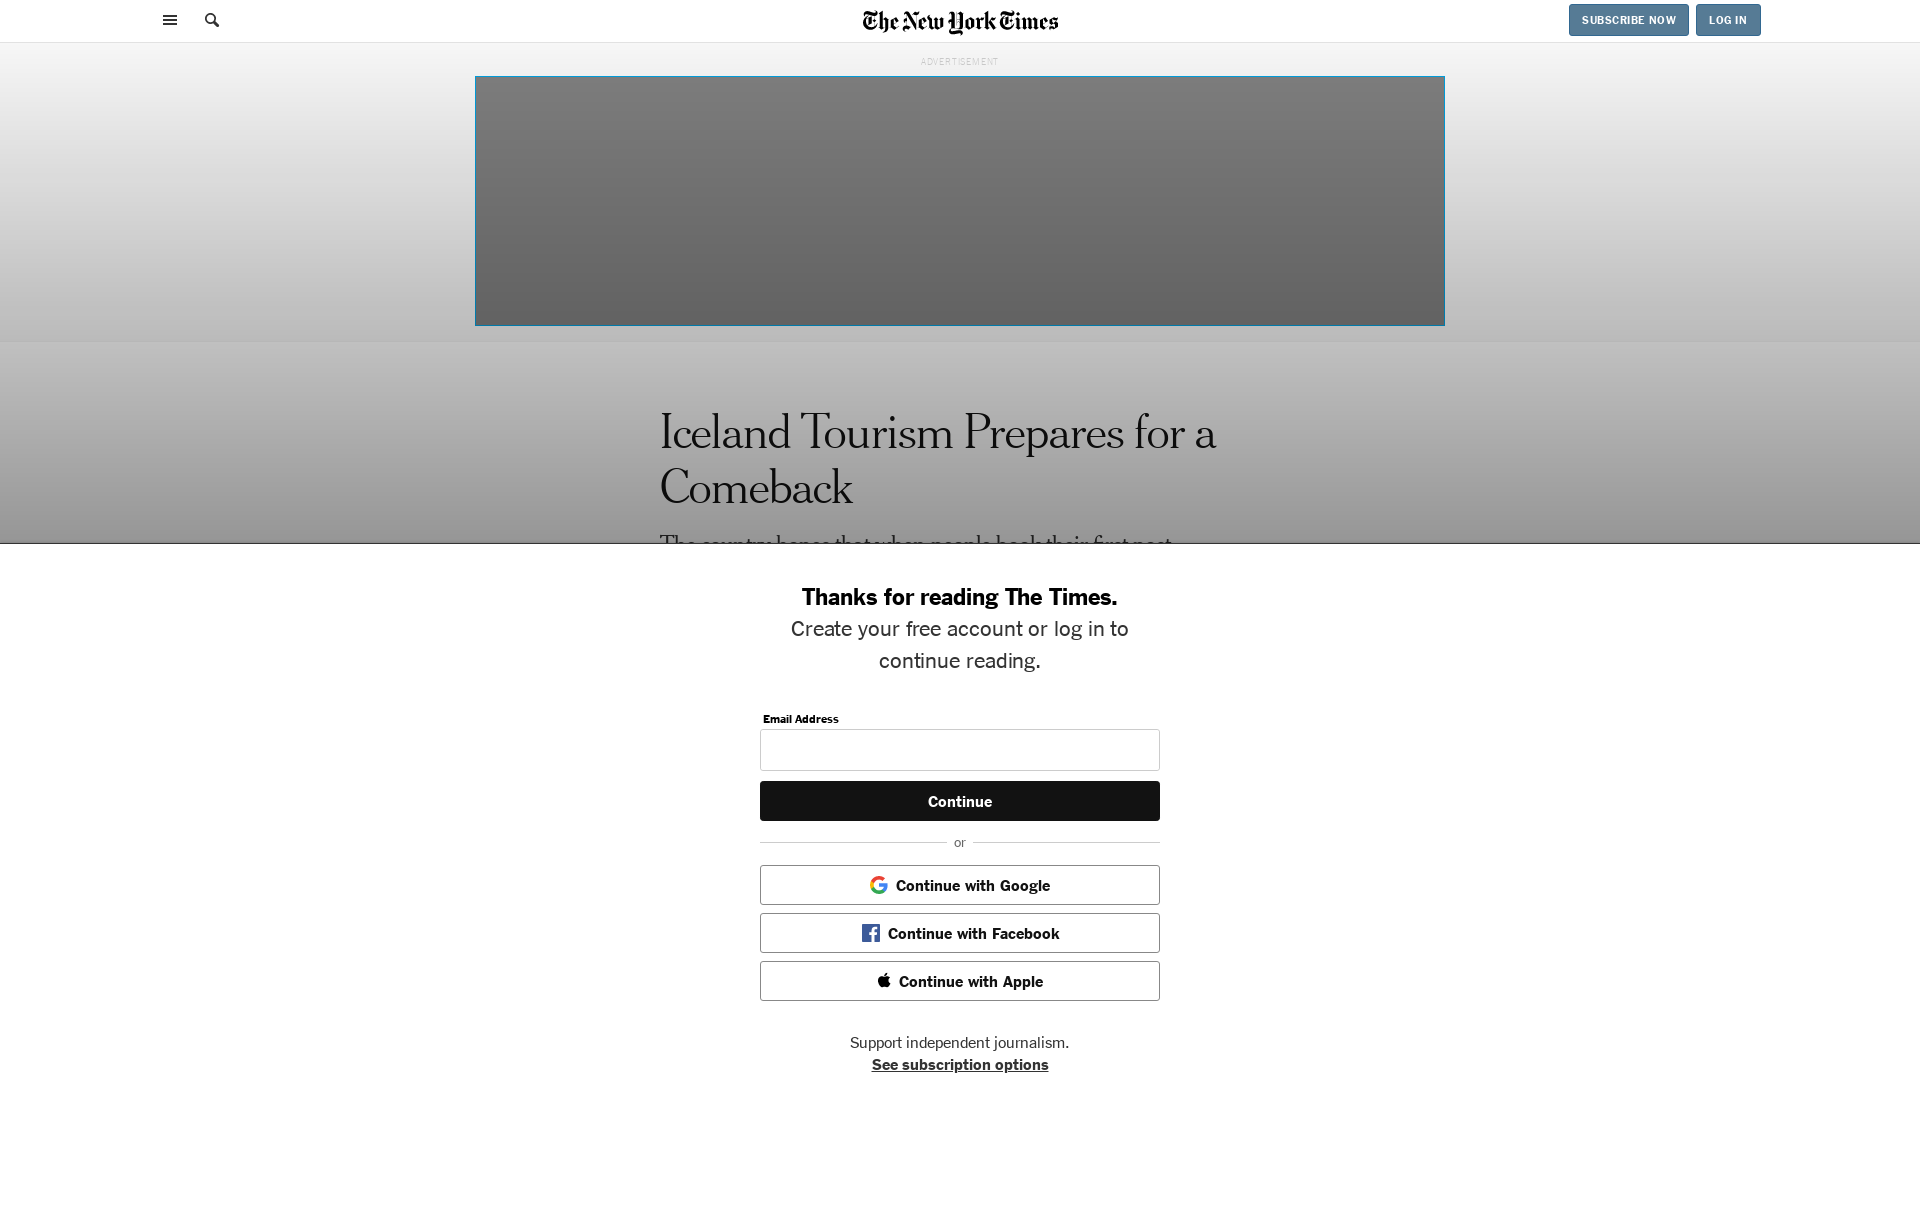 The New York Times
SUBSCRIBE NOW
LOG IN
ADVERTISEMENT
Iceland Tourism Prepares for a
Comeback
The country hopes that when people book their first post-
Thanks for reading The Times.
Create your free account or log in to
continue reading.
Email Address
Continue
or
Continue with Google
Continue with Facebook
Continue with Apple
Support independent journalism.
See subscription options